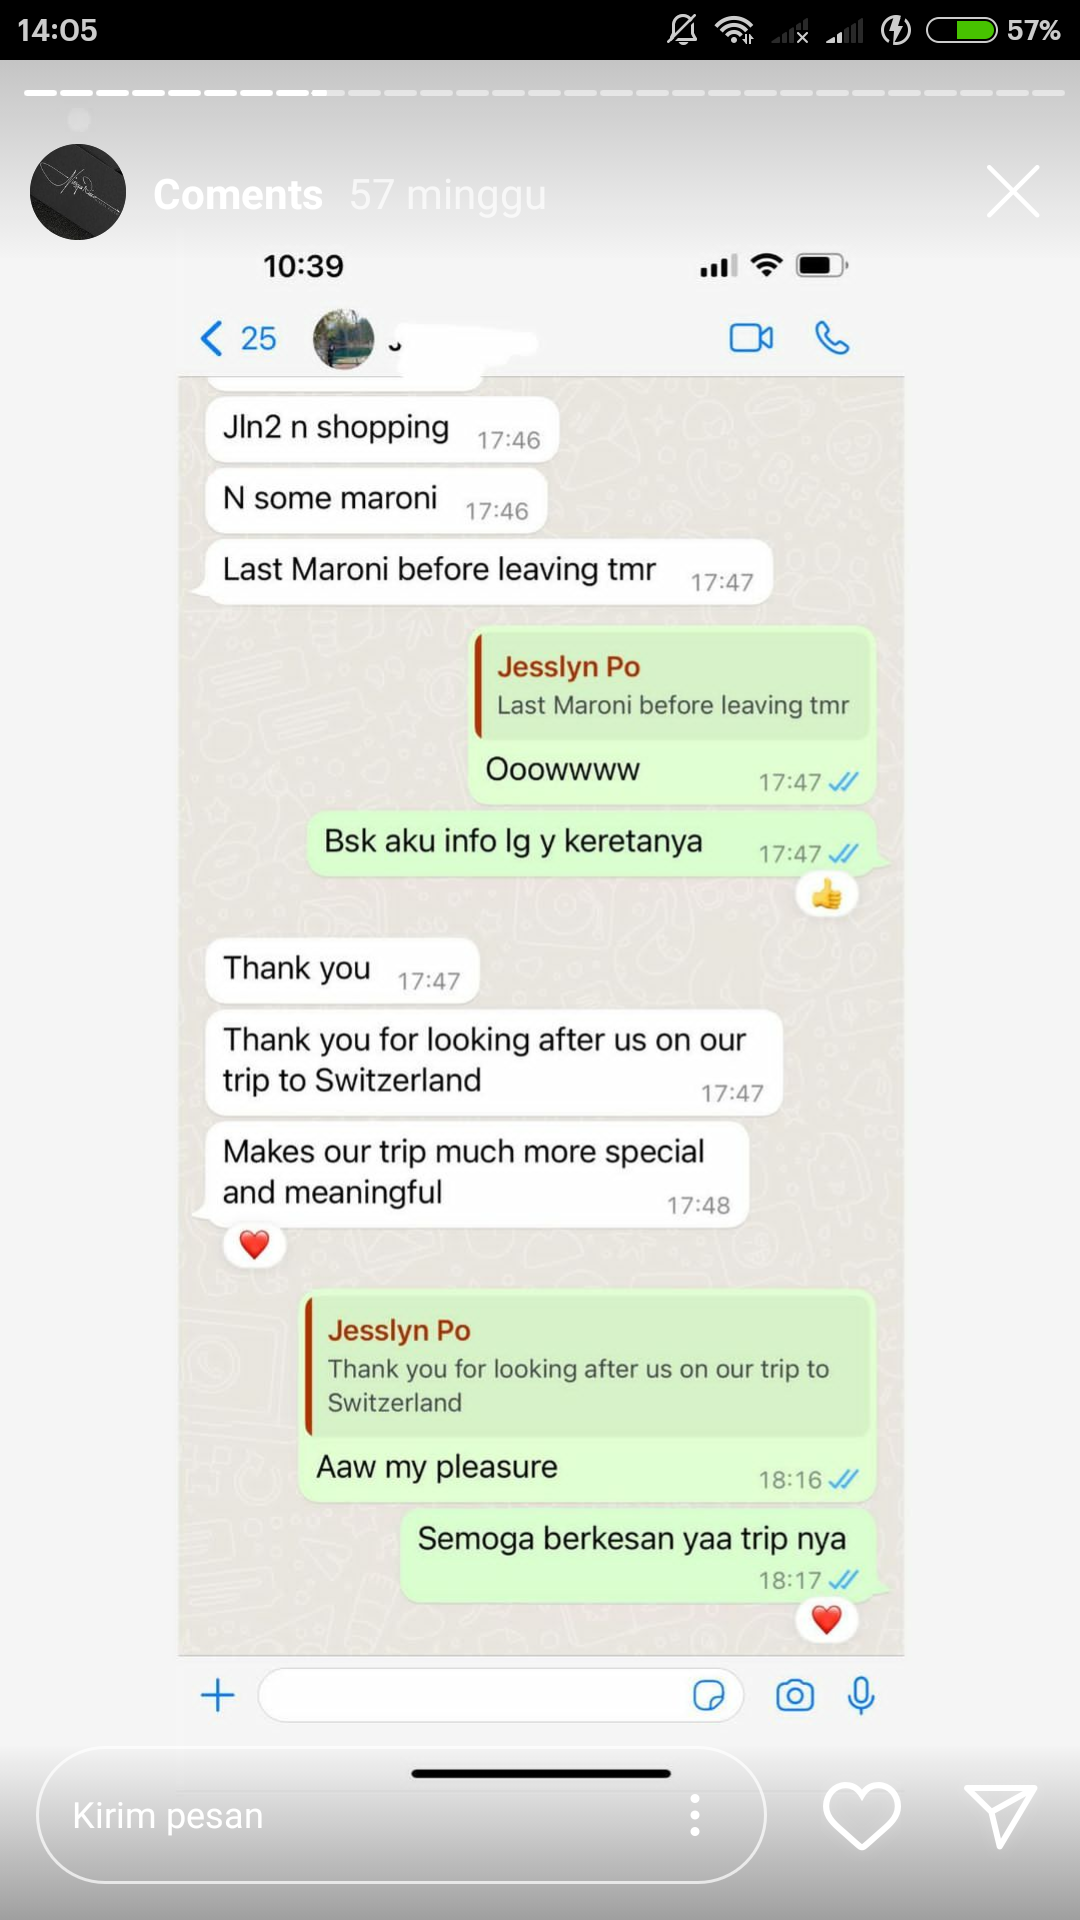 14:05
57%
Coments 57 minggu
10:39
25
Jln2 n shopping 17:46
N some maroni 17:46
Last Maroni before leaving tmr 17:47
Jesslyn Po
Last Maroni before leaving tmr
Ooowwww 17:47
Bsk aku info lg y keretanya 17:47
Thank you 17:47
Thank you for looking after us on our
trip to Switzerland 17:47
Makes our trip much more special
and meaningful 17:48
Jesslyn Po
Thank you for looking after us on our trip to
Switzerland
Aaw my pleasure 18:16
Semoga berkesan yaa trip nya
18:17
Kirim pesan